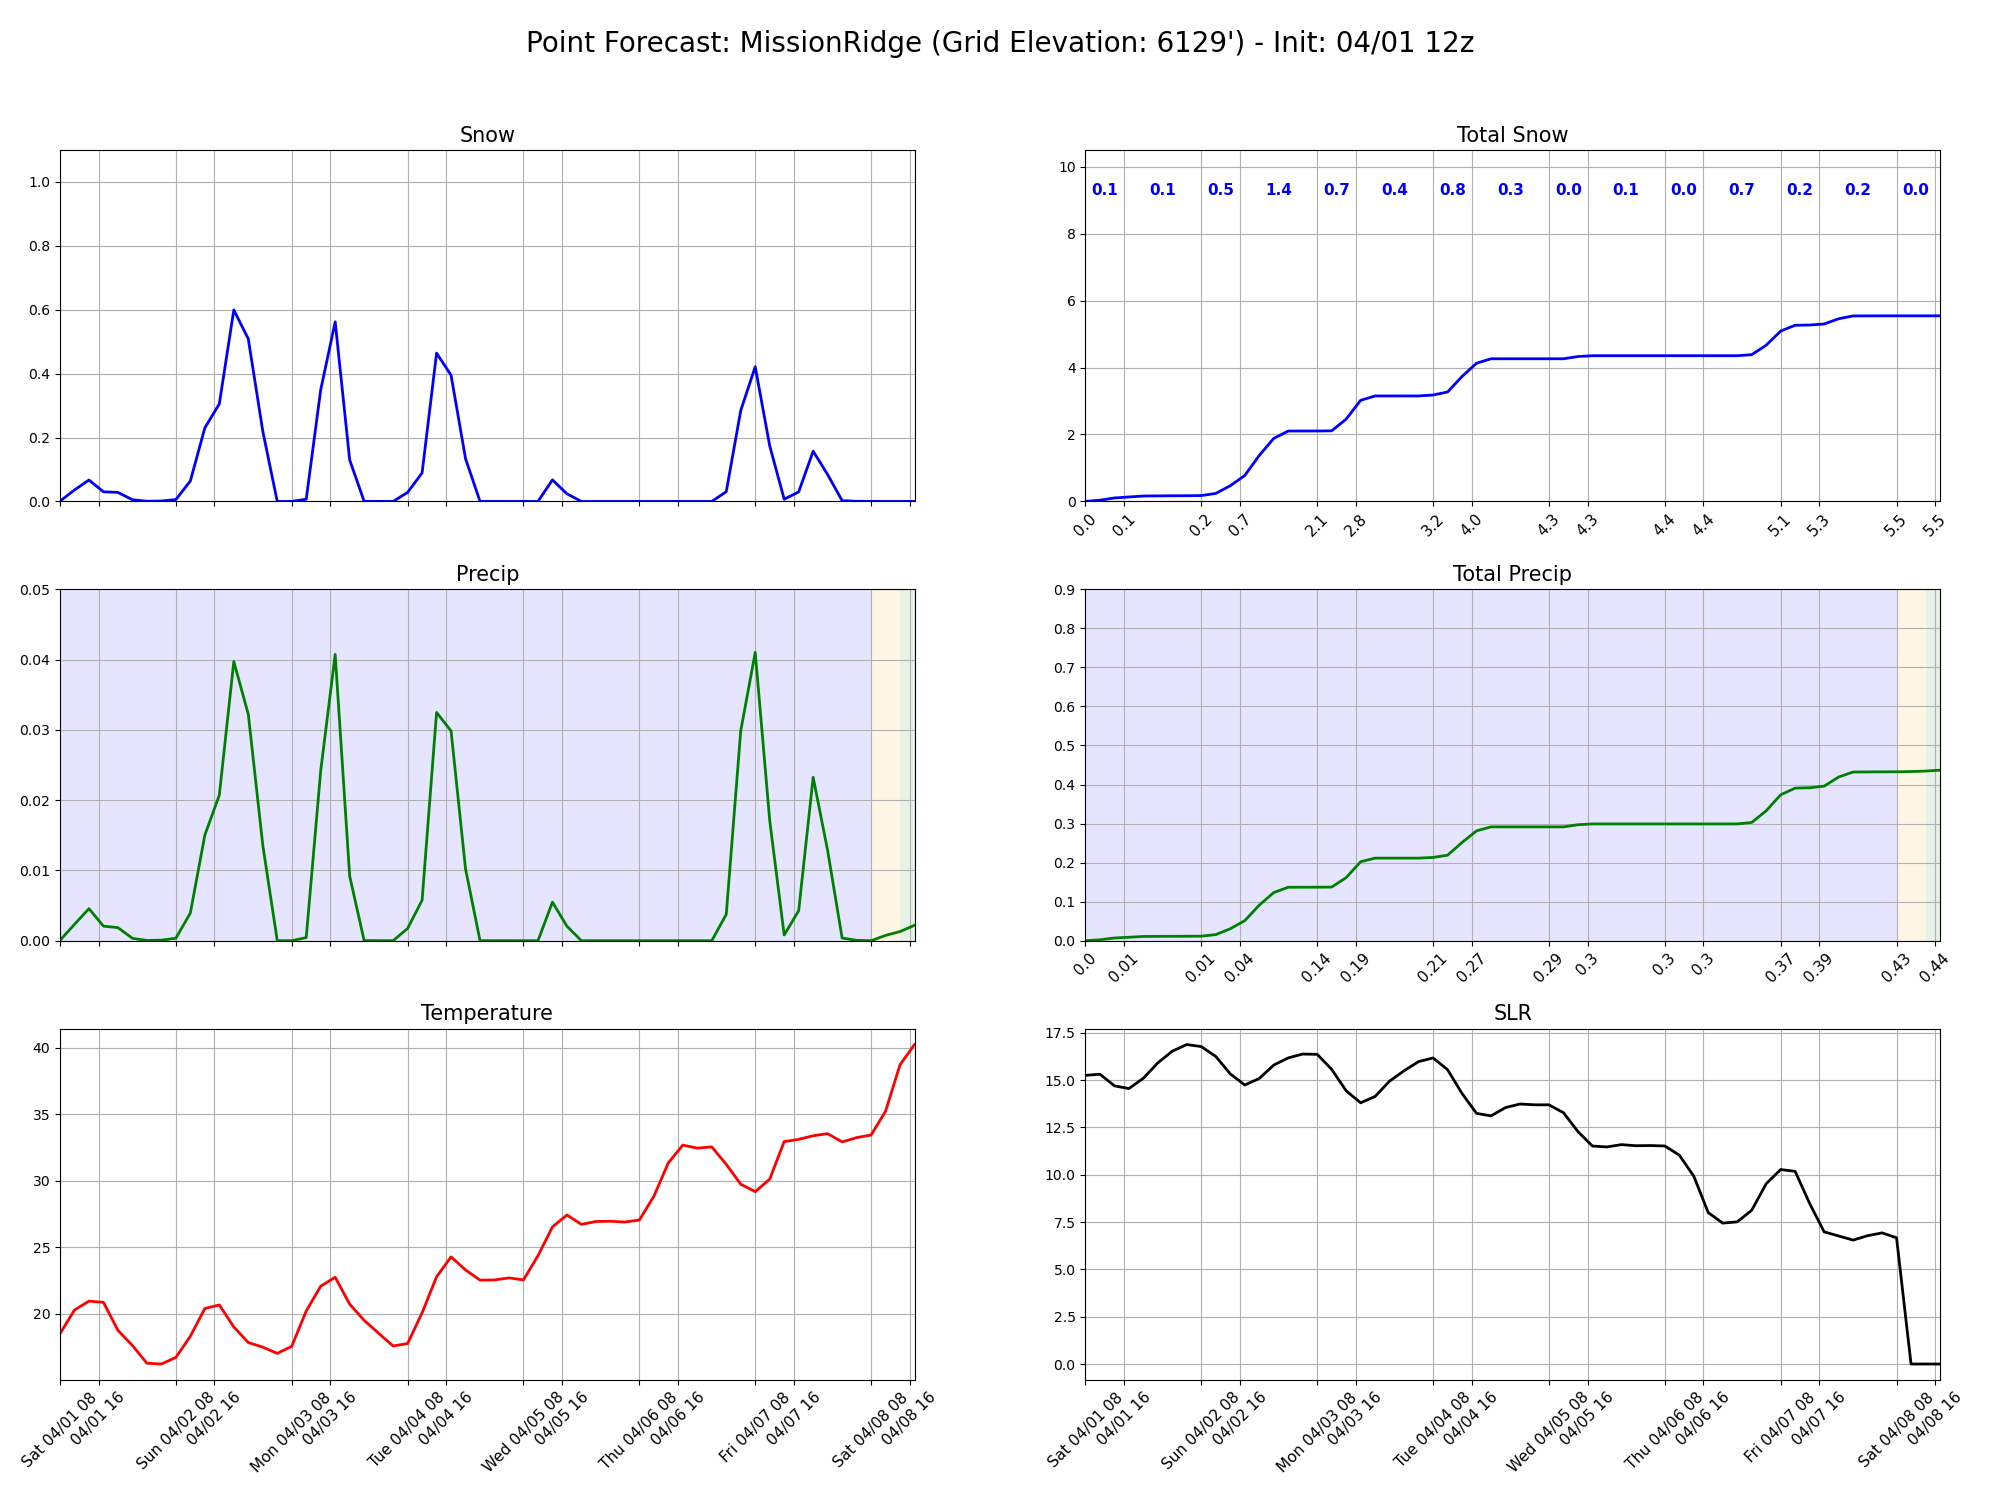 Point Forecast: MissionRidge (Grid Elevation: 6129') - Init: 04/01 12z
Snow
1.0
0.8
0.6
0.4
0.2
0.0
Total Snow
10
8
6
4
2
0
0.1 0.1 0.5 1.4 0.7 0.4 0.8 0.3 0.0 0.1 0.0 0.7 0.2 0.2 0.0
0.0 0.1 0.2 0.7 2.1 2.8 3.2 4.0 4.3 4.3 4.4 4.4 5.1 5.3 5.5 5.5
Precip
0.05
0.04
0.03
0.02
0.01
0.00
Total Precip
0.9
0.8
0.7
0.6
0.5
0.4
0.3
0.2
0.1
0.0
0.0 0.01 0.01 0.04 0.14 0.19 0.21 0.27 0.29 0.3 0.3 0.3 0.37 0.39 0.43 0.44
Temperature
40
35
30
25
20
Sat 04/01 08
04/01 16
Sun 04/02 08
04/02 16
Mon 04/03 08
04/03 16
Tue 04/04 08
04/04 16
Wed 04/05 08
04/05 16
Thu 04/06 08
04/06 16
Fri 04/07 08
04/07 16
Sat 04/08 08
04/08 16
SLR
17.5
15.0
12.5
10.0
7.5
5.0
2.5
0.0
Sat 04/01 08
04/01 16
Sun 04/02 08
04/02 16
Mon 04/03 08
04/03 16
Tue 04/04 08
04/04 16
Wed 04/05 08
04/05 16
Thu 04/06 08
04/06 16
Fri 04/07 08
04/07 16
Sat 04/08 08
04/08 16